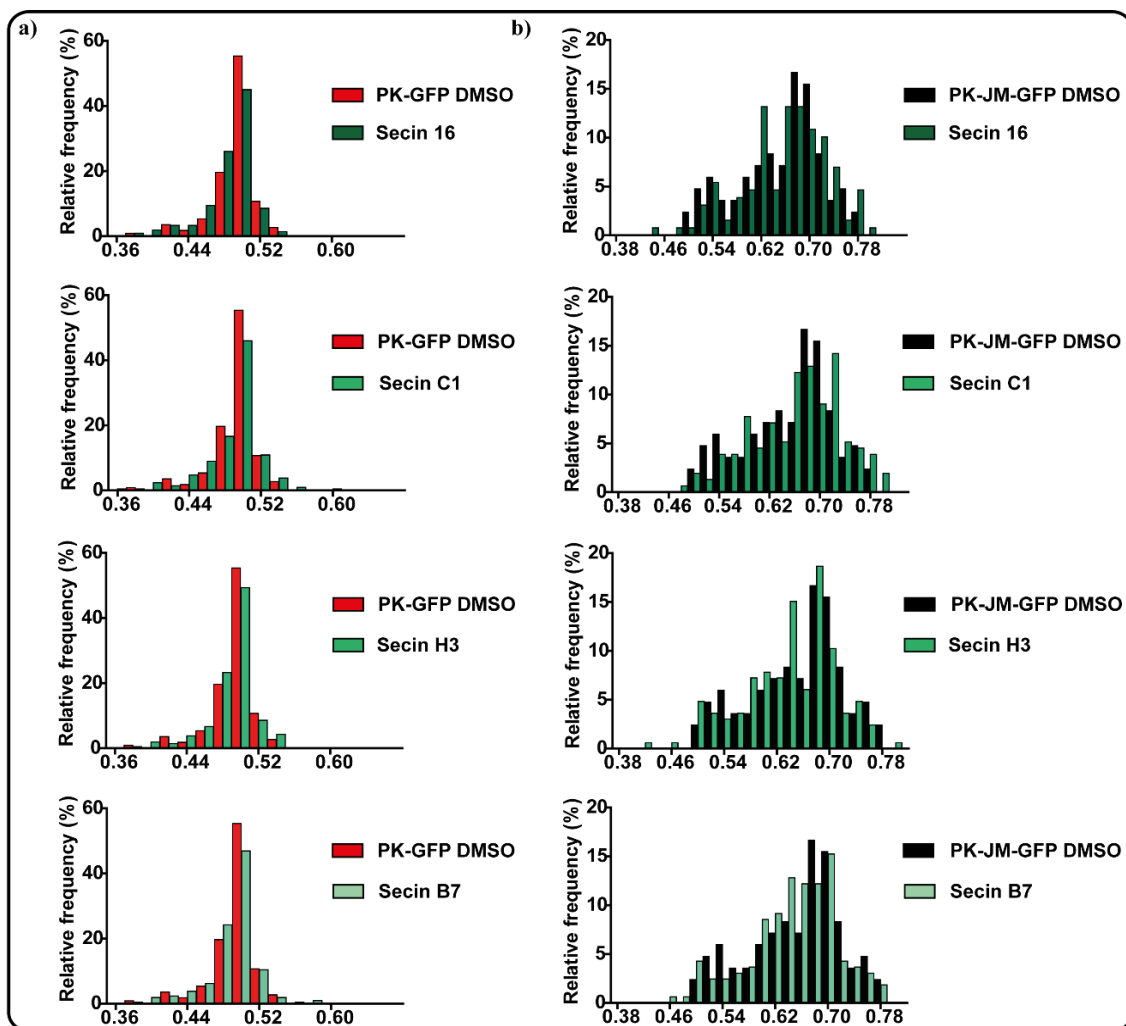 a)
b)
Relative frequency (%)
60
40
20
0
0.36 0.44 0.52 0.60
PK-GFP DMSO
Secin 16
Relative frequency (%)
20
15
10
5
0
0.38 0.46 0.54 0.62 0.70 0.78
PK-JM-GFP DMSO
Secin 16
Relative frequency (%)
60
40
20
0
0.36 0.44 0.52 0.60
PK-GFP DMSO
Secin C1
Relative frequency (%)
20
15
10
5
0
0.38 0.46 0.54 0.62 0.70 0.78
PK-JM-GFP DMSO
Secin C1
Relative frequency (%)
60
40
20
0
0.36 0.44 0.52 0.60
PK-GFP DMSO
Secin H3
Relative frequency (%)
20
15
10
5
0
0.38 0.46 0.54 0.62 0.70 0.78
PK-JM-GFP DMSO
Secin H3
Relative frequency (%)
60
40
20
0
0.36 0.44 0.52 0.60
PK-GFP DMSO
Secin B7
Relative frequency (%)
20
15
10
5
0
0.38 0.46 0.54 0.62 0.70 0.78
PK-JM-GFP DMSO
Secin B7